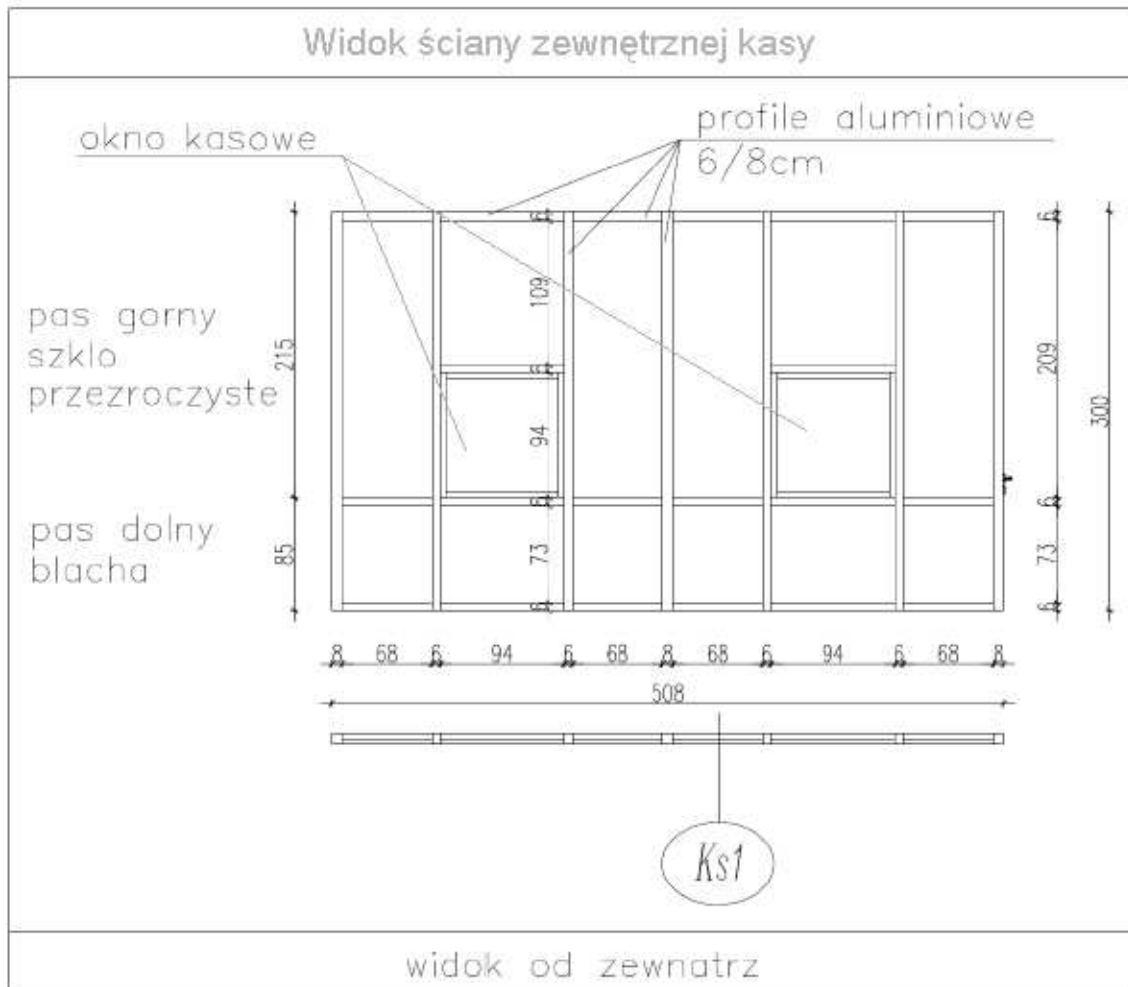 Widok ściany zewnętrznej kasy
okno kasowe
profile aluminiowe
6/8cm
pas gorny
szklo
przezroczyste
pas dolny
blacha
215
85
6
109
6
94
6
73
6
6
209
6
73
6
300
8 68 6 94 6 68 8 68 6 94 6 68 8
508
Ks1
widok od zewnatrz